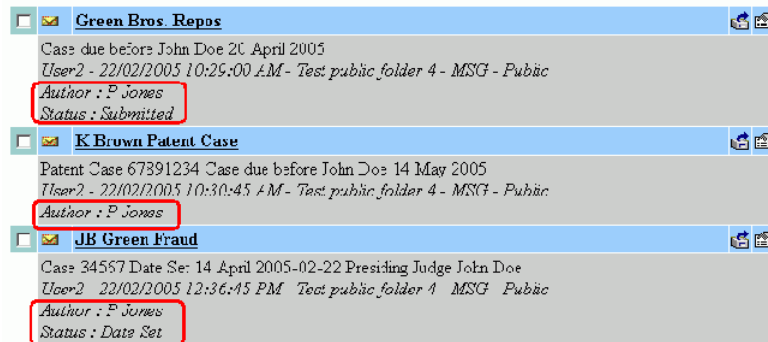 Green Bros. Repos
Case due before John Doe 20 April 2005
User2 - 22/02/2005 10:29:00 AM - Test public folder 4 - MSG - Public
Author : P Jones
Status : Submitted
K Brown Patent Case
Patent Case 67891234 Case due before John Doe 14 May 2005
User2 - 22/02/2005 10:30:45 AM - Test public folder 4 - MSG - Public
Author : P Jones
JB Green Fraud
Case 34567 Date Set 14 April 2005-02-22 Presiding Judge John Doe
User2 - 22/02/2005 12:36:45 PM - Test public folder 4 - MSG - Public
Author : P Jones
Status : Date Set